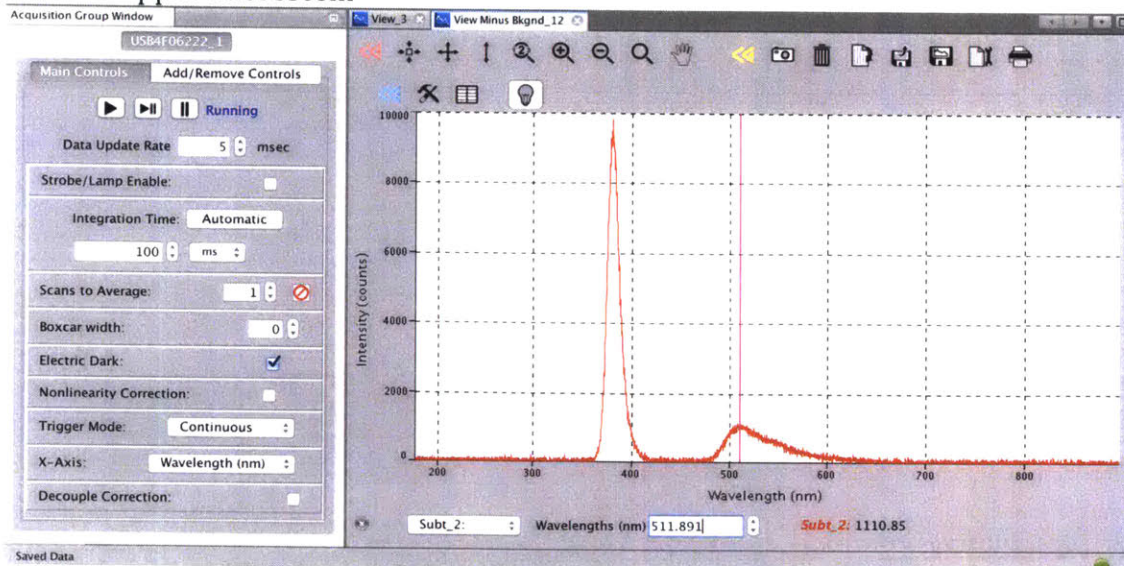 Acquisition Group Window
View_3
View Minus Bkgnd_12
USB4F06222_1
Main Controls
Add/Remove Controls
Running
Data Update Rate 5 msec
Strobe/Lamp Enable:
Integration Time: Automatic
100 ms
Scans to Average: 1
Boxcar width: 0
Electric Dark:
Nonlinearity Correction:
Trigger Mode: Continuous
X-Axis: Wavelength (nm)
Decouple Correction:
2
10000
8000
6000
4000
2000
0
Intensity (counts)
200 300 400 500 600 700 800
Wavelength (nm)
Subt_2: Wavelengths (nm) 511.891 Subt_2: 1110.85
Saved Data